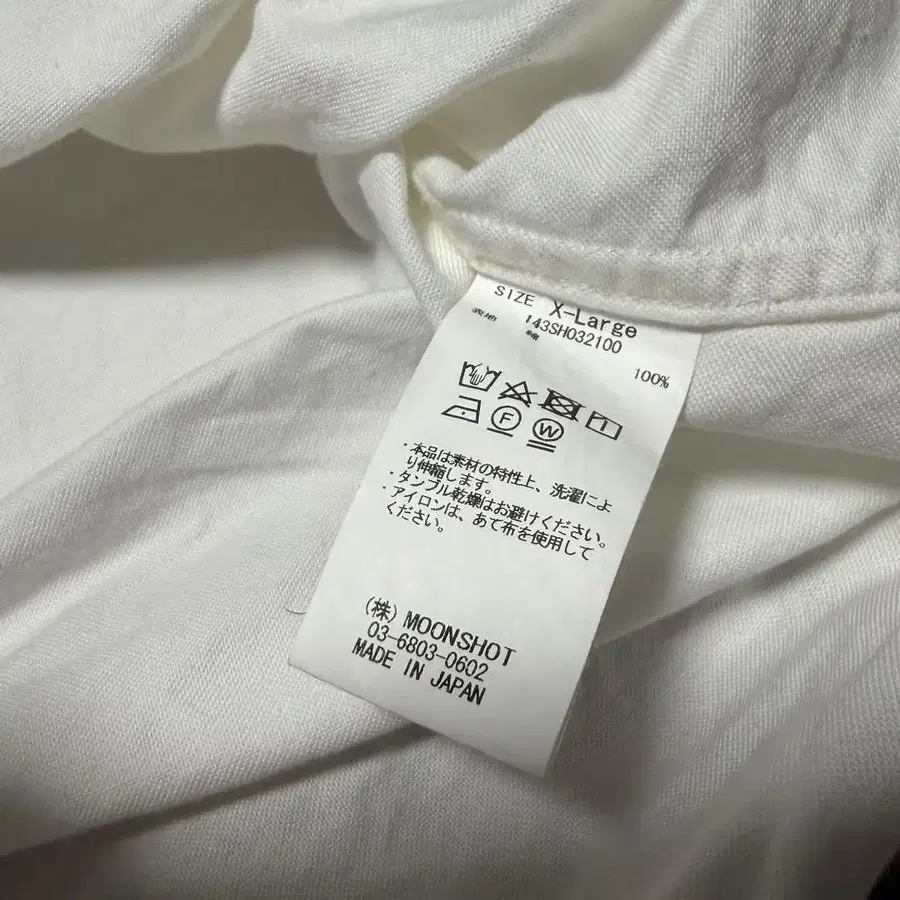 SIZE X-Large
143SH032100
表地 綿 100%
F W
・本品は素材の特性上、洗濯によ
り伸縮します。
・タンブル乾燥はお避けください。
・アイロンは、あて布を使用して
ください。
(株) MOONSHOT
03-6803-0602
MADE IN JAPAN